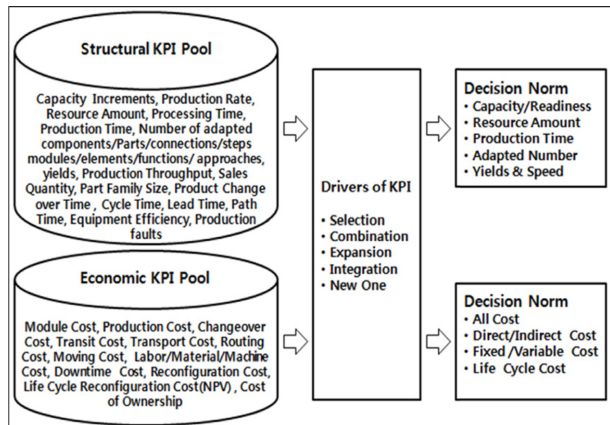 Structural KPI Pool
Capacity Increments, Production Rate,
Resource Amount, Processing Time,
Production Time, Number of adapted
components/Parts/connections/steps
modules/elements/functions/ approaches,
yields, Production Throughput, Sales
Quantity, Part Family Size, Product Change
over Time , Cycle Time, Lead Time, Path
Time, Equipment Efficiency, Production
faults
Economic KPI Pool
Module Cost, Production Cost, Changeover
Cost, Transit Cost, Transport Cost, Routing
Cost, Moving Cost, Labor/Material/Machine
Cost, Downtime Cost, Reconfiguration Cost,
Life Cycle Reconfiguration Cost(NPV) , Cost
of Ownership
Drivers of KPI
• Selection
• Combination
• Expansion
• Integration
• New One
Decision Norm
• Capacity/Readiness
• Resource Amount
• Production Time
• Adapted Number
• Yields & Speed
Decision Norm
• All Cost
• Direct/Indirect Cost
• Fixed /Variable Cost
• Life Cycle Cost